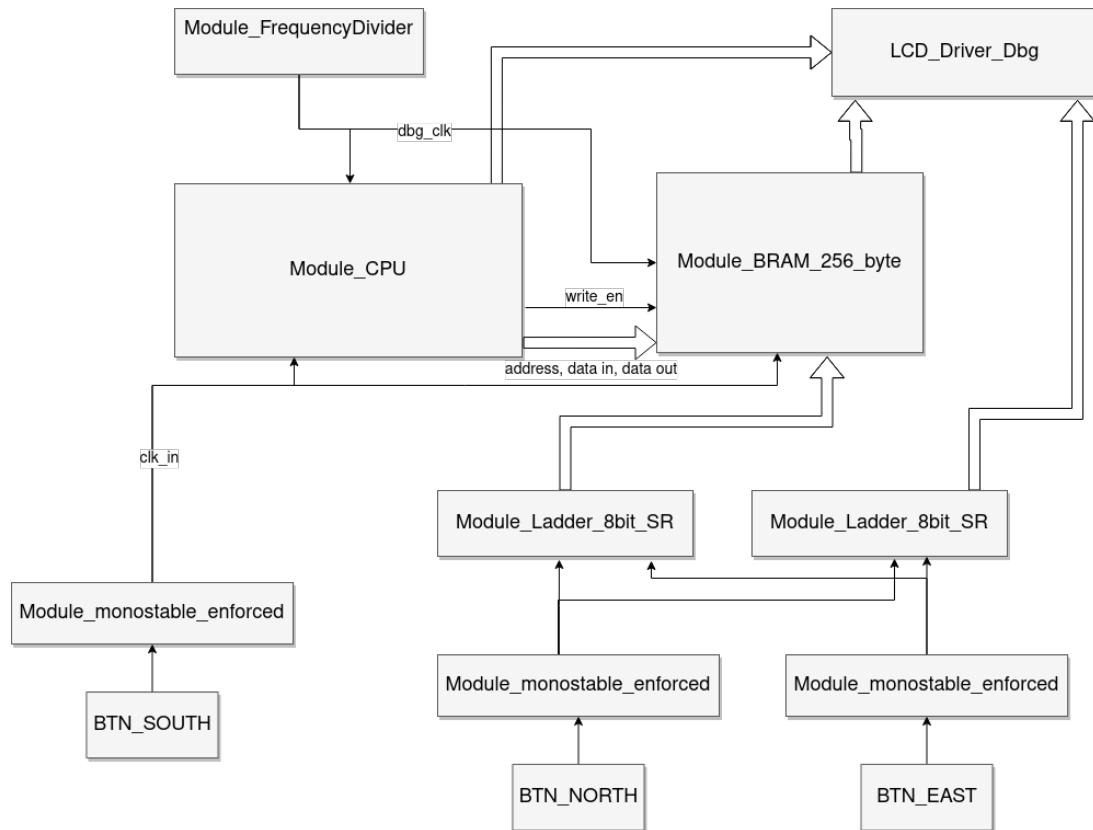 Module_FrequencyDivider
LCD_Driver_Dbg
dbg_clk
Module_CPU
Module_BRAM_256_byte
write_en
address, data in, data out
clk_in
Module_Ladder_8bit_SR
Module_Ladder_8bit_SR
Module_monostable_enforced
Module_monostable_enforced
Module_monostable_enforced
BTN_SOUTH
BTN_NORTH
BTN_EAST